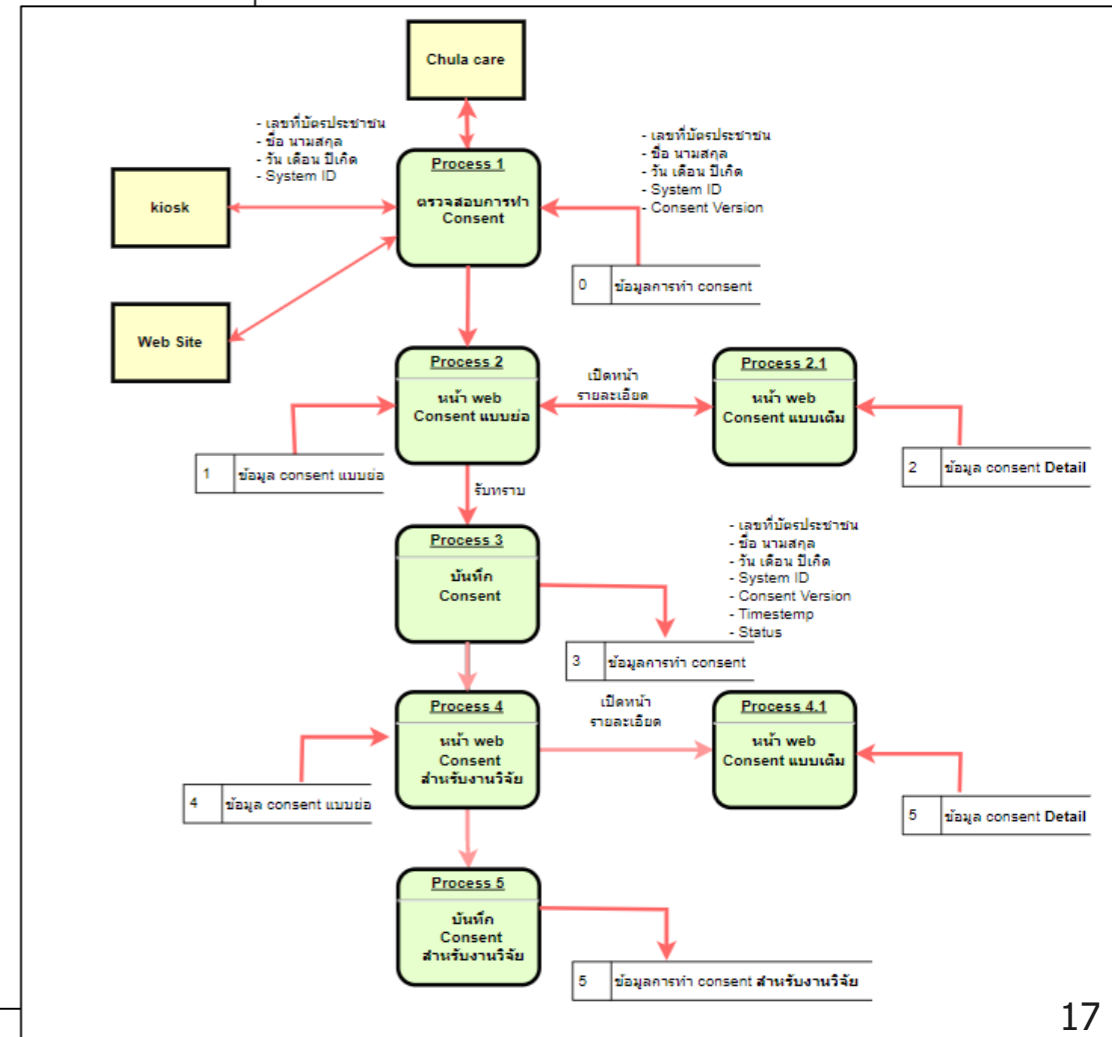 Chula care
- เลขที่บัตรประชาชน
- ชื่อ นามสกุล
- วัน เดือน ปีเกิด
- System ID
- เลขที่บัตรประชาชน
- ชื่อ นามสกุล
- วัน เดือน ปีเกิด
- System ID
- Consent Version
Process 1
ตรวจสอบการทำ
Consent
kiosk
0
ข้อมูลการทำ consent
Web Site
Process 2
หน้า web
Consent แบบย่อ
เปิดหน้า
รายละเอียด
Process 2.1
หน้า web
Consent แบบเต็ม
1
ข้อมูล consent แบบย่อ
2
ข้อมูล consent Detail
รับทราบ
Process 3
บันทึก
Consent
- เลขที่บัตรประชาชน
- ชื่อ นามสกุล
- วัน เดือน ปีเกิด
- System ID
- Consent Version
- Timestemp
- Status
3
ข้อมูลการทำ consent
Process 4
หน้า web
Consent
สำหรับงานวิจัย
เปิดหน้า
รายละเอียด
Process 4.1
หน้า web
Consent แบบเต็ม
4
ข้อมูล consent แบบย่อ
5
ข้อมูล consent Detail
Process 5
บันทึก
Consent
สำหรับงานวิจัย
5
ข้อมูลการทำ consent สำหรับงานวิจัย
17